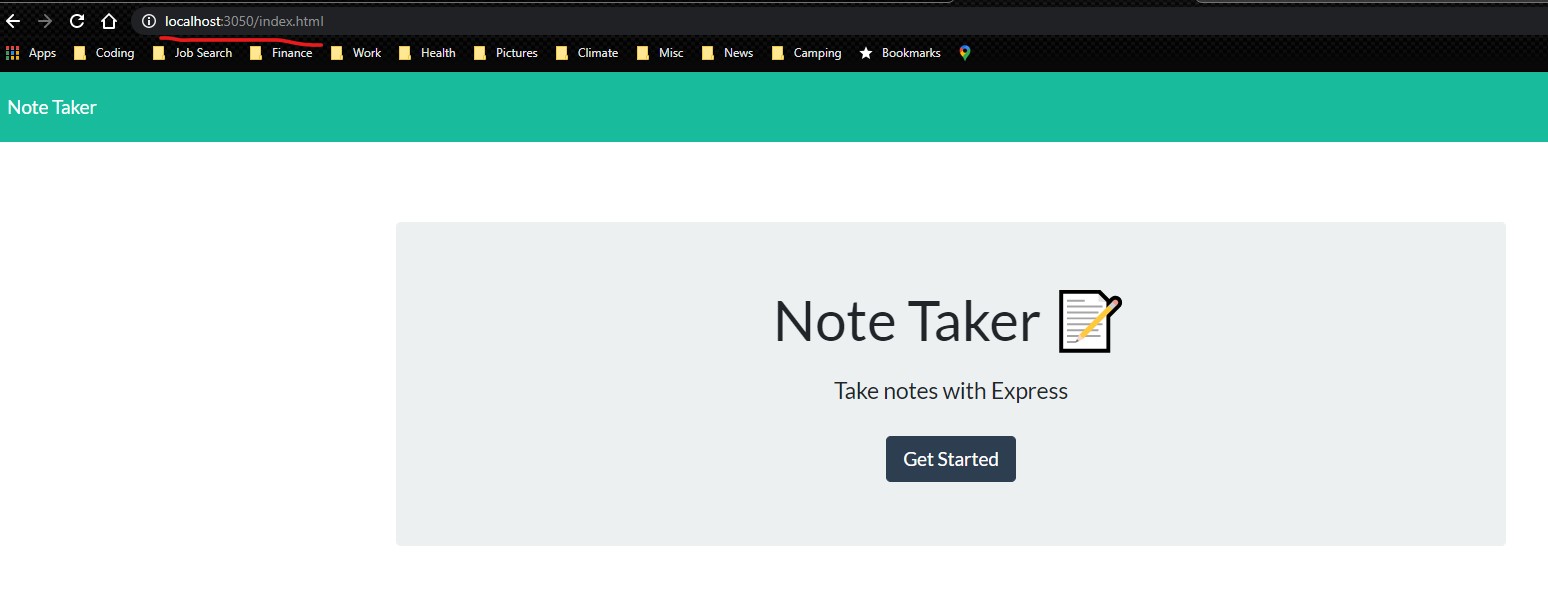 localhost:3050/index.html
Apps Coding Job Search Finance Work Health Pictures Climate Misc News Camping Bookmarks
Note Taker
Note Taker
Take notes with Express
Get Started